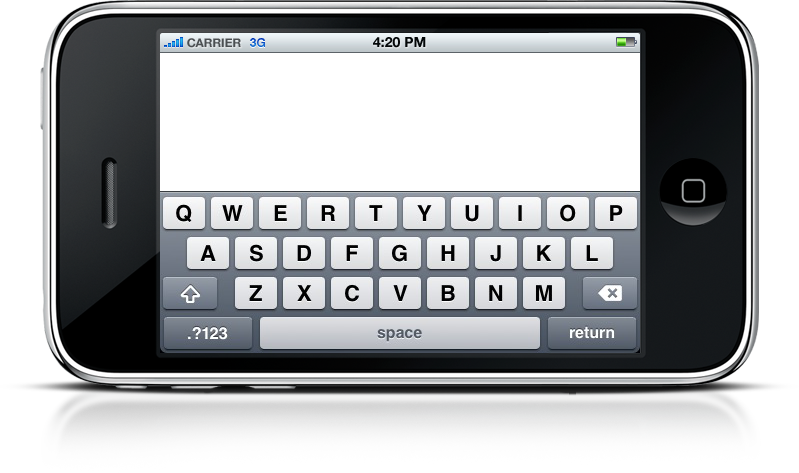 CARRIER 3G 4:20 PM
Q W E R T Y U I O P
A S D F G H J K L
Z X C V B N M
.?123 space return